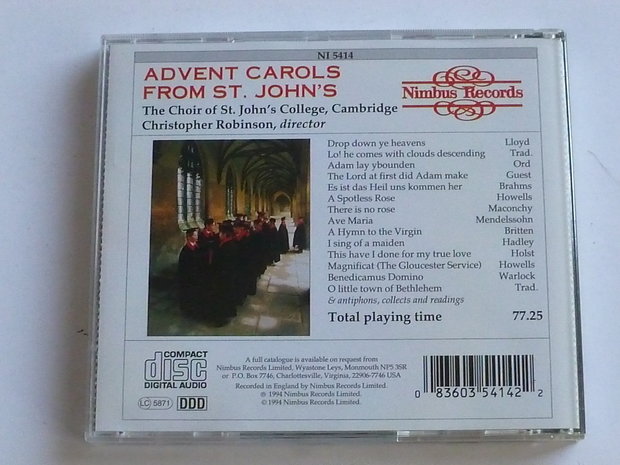 NI 5414
ADVENT CAROLS
FROM ST. JOHN'S
Nimbus Records
The Choir of St. John's College, Cambridge
Christopher Robinson, director
Drop down ye heavens Lloyd
Lo! he comes with clouds descending Trad.
Adam lay ybounden Ord
The Lord at first did Adam make Guest
Es ist das Heil uns kommen her Brahms
A Spotless Rose Howells
There is no rose Maconchy
Ave Maria Mendelssohn
A Hymn to the Virgin Britten
I sing of a maiden Hadley
This have I done for my true love Holst
Magnificat (The Gloucester Service) Howells
Benedicamus Domino Warlock
O little town of Bethlehem Trad.
& antiphons, collects and readings
Total playing time 77.25
COMPACT
disc
DIGITAL AUDIO
LC 5871 DDD
A full catalogue is available on request from
Nimbus Records Limited, Wyastone Leys, Monmouth NP5 3SR
or P.O. Box 7746, Charlottesville, Virginia, 22906-7746 USA
Recorded in England by Nimbus Records Limited.
℗ 1994 Nimbus Records Limited.
© 1994 Nimbus Records Limited.
0 83603 54142 2